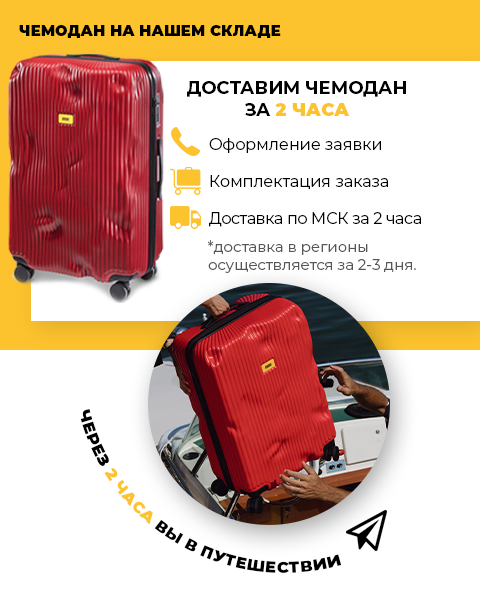 ЧЕМОДАН НА НАШЕМ СКЛАДЕ
ДОСТАВИМ ЧЕМОДАН
ЗА 2 ЧАСА
Оформление заявки
Комплектация заказа
Доставка по МСК за 2 часа
*доставка в регионы
осуществляется за 2-3 дня.
ЧЕРЕЗ 2 ЧАСА ВЫ В ПУТЕШЕСТВИИ